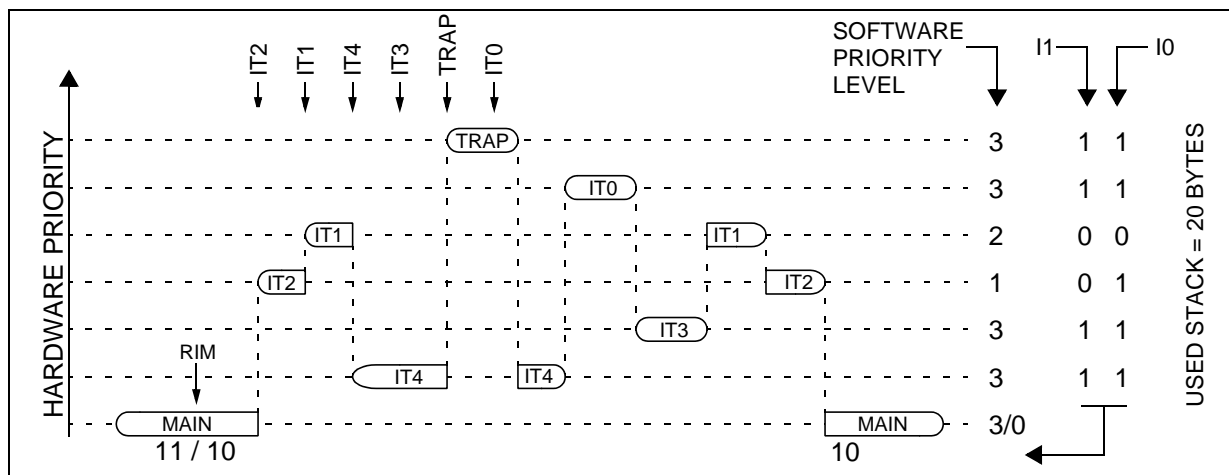 IT2
IT1
IT4
IT3
TRAP
IT0
SOFTWARE
PRIORITY
LEVEL
I1
I0
HARDWARE PRIORITY
TRAP
3
1 1
IT0
3
1 1
IT1
IT1
2
0 0
IT2
IT2
1
0 1
IT3
3
1 1
RIM
IT4
IT4
3
1 1
MAIN
MAIN
3/0
11 / 10
10
USED STACK = 20 BYTES